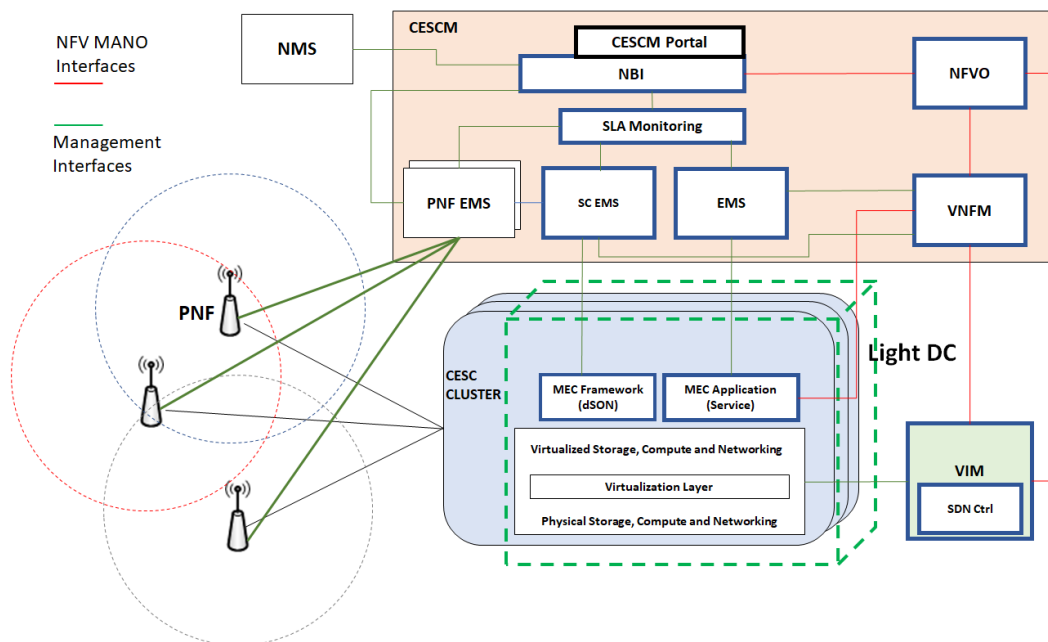 NFV MANO
Interfaces
Management
Interfaces
NMS
CESCM
CESCM Portal
NBI
NFVO
SLA Monitoring
PNF EMS
SC EMS
EMS
VNFM
PNF
Light DC
CESC
CLUSTER
MEC Framework
(dSON)
MEC Application
(Service)
Virtualized Storage, Compute and Networking
Virtualization Layer
Physical Storage, Compute and Networking
VIM
SDN Ctrl